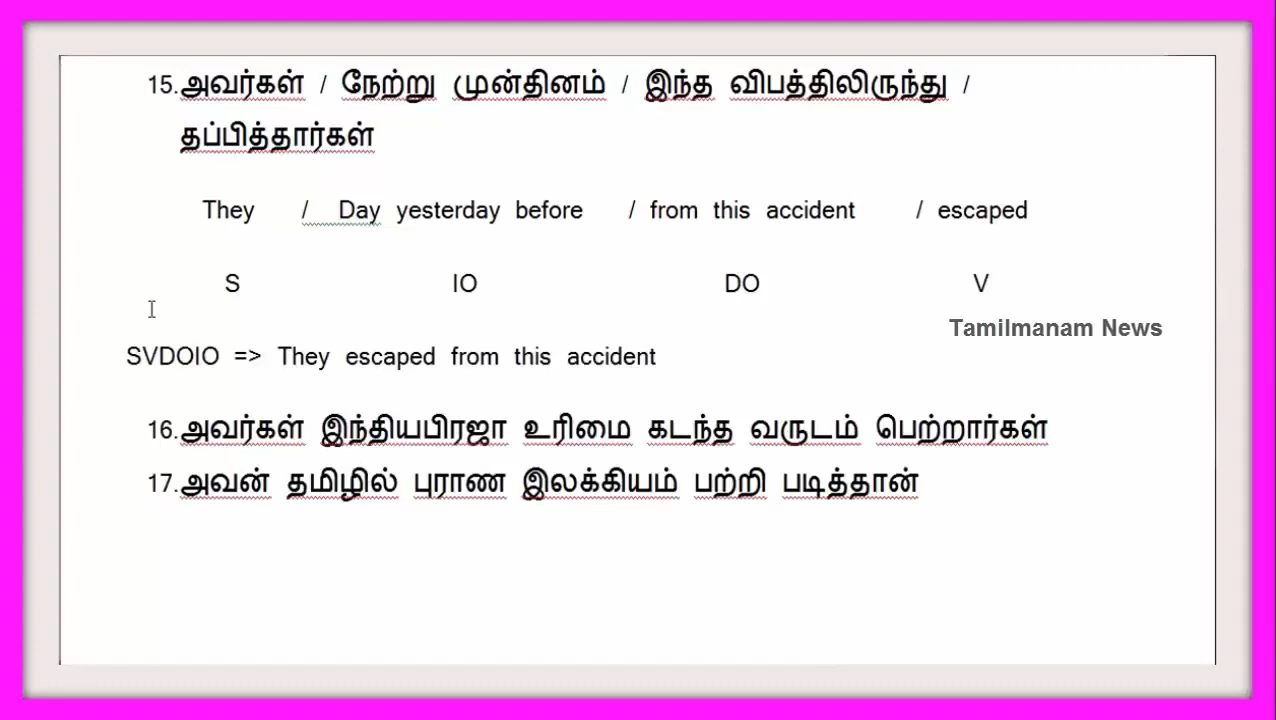 15.அவர்கள் / நேற்று முன்தினம் / இந்த விபத்திலிருந்து /
தப்பித்தார்கள்
They / Day yesterday before / from this accident / escaped
S IO DO V
Tamilmanam News
SVDOIO => They escaped from this accident
16.அவர்கள் இந்தியபிரஜா உரிமை கடந்த வருடம் பெற்றார்கள்
17.அவன் தமிழில் புராண இலக்கியம் பற்றி படித்தான்